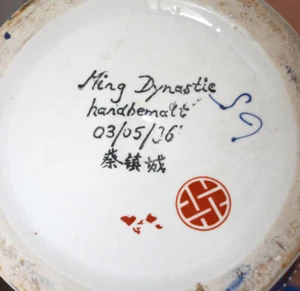 Ming Dynastie
handbemalt
03/05/36
蔡镇城